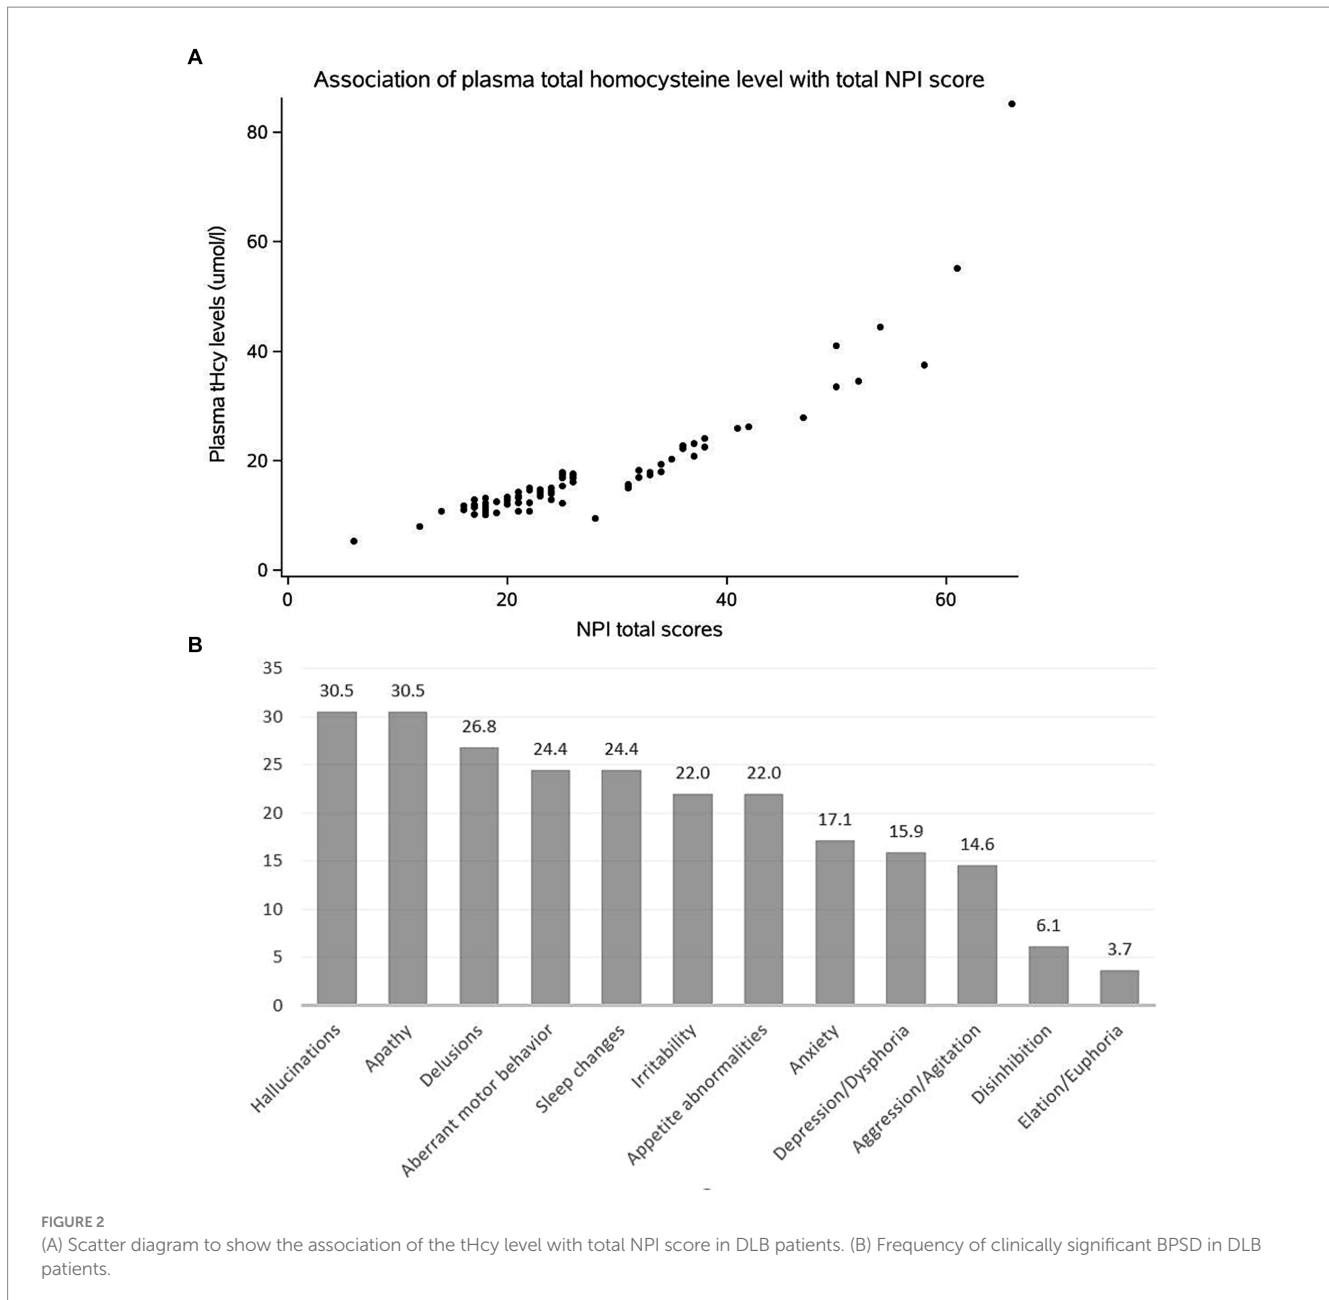 A
Association of plasma total homocysteine level with total NPI score
Plasma tHcy levels (umol/l)
80
60
40
20
0
0 20 40 60
NPI total scores
B
35
30
25
20
15
10
5
0
30.5 30.5 26.8 24.4 24.4 22.0 22.0 17.1 15.9 14.6 6.1 3.7
Hallucinations
Apathy
Delusions
Aberrant motor behavior
Sleep changes
Irritability
Appetite abnormalities
Anxiety
Depression/Dysphoria
Aggression/Agitation
Disinhibition
Elation/Euphoria
FIGURE 2
(A) Scatter diagram to show the association of the tHcy level with total NPI score in DLB patients. (B) Frequency of clinically significant BPSD in DLB
patients.